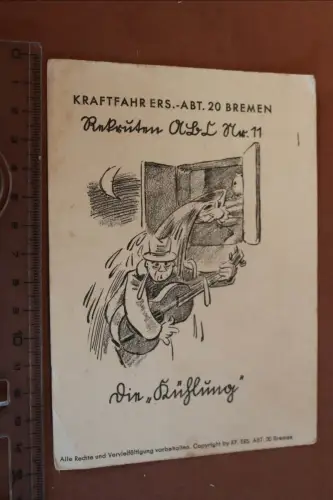 KRAFTFAHR ERS.-ABT. 20 BREMEN
Rekruten ABC Nr. 11
Die „Kühlung"
Alle Rechte und Vervielfältigung vorbehalten. Copyright by KF. ERS. ABT. 20 Bremen